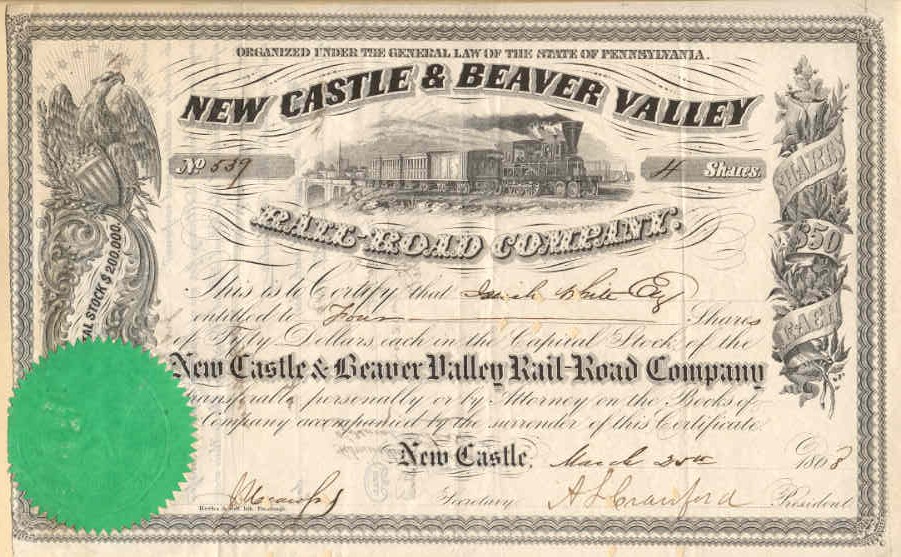 ORGANIZED UNDER THE GENERAL LAW OF THE STATE OF PENNSYLVANIA.
NEW CASTLE & BEAVER VALLEY
No 539
4 Shares.
RAIL-ROAD COMPANY.
SHARES
$50
EACH
AL STOCK $200,000.
This is to Certify that White Esq
entitled to Four Shares
of Fifty Dollars each in the Capital Stock of the
New Castle & Beaver Valley Rail-Road Company
transferable personally or by Attorney on the Books of
Company accompanied by the surrender of this Certificate.
New Castle, March 25th 1868
Secretary A L Crawford President